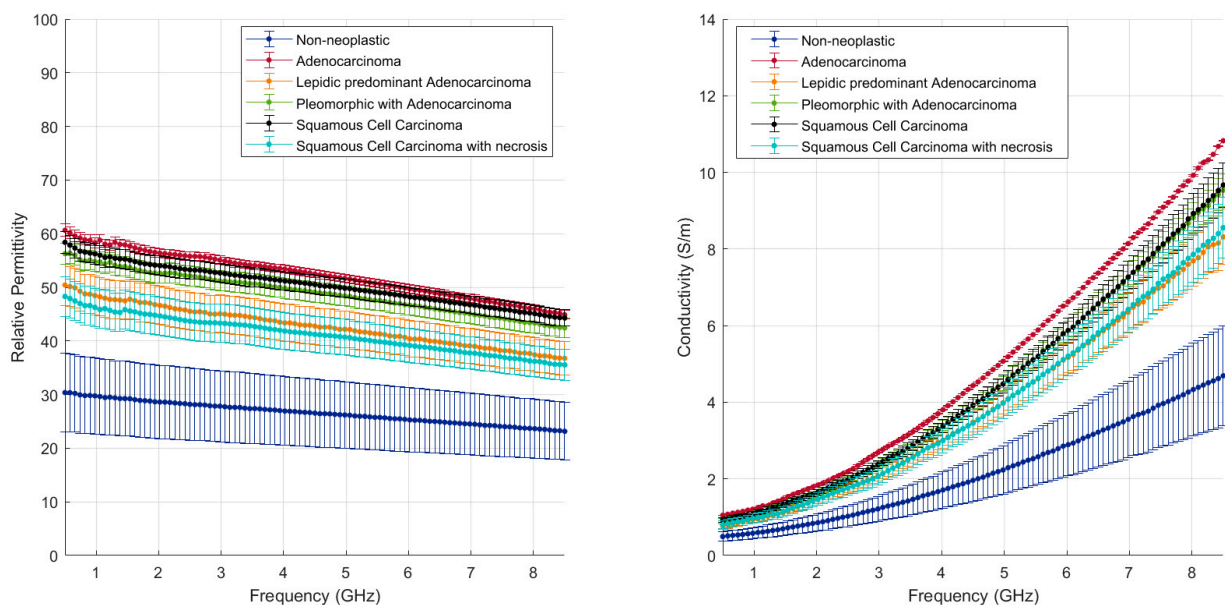 100
90
80
70
60
50
40
30
20
10
0
Relative Permittivity
1 2 3 4 5 6 7 8
Frequency (GHz)
Non-neoplastic
Adenocarcinoma
Lepidic predominant Adenocarcinoma
Pleomorphic with Adenocarcinoma
Squamous Cell Carcinoma
Squamous Cell Carcinoma with necrosis
14
12
10
8
6
4
2
0
Conductivity (S/m)
1 2 3 4 5 6 7 8
Frequency (GHz)
Non-neoplastic
Adenocarcinoma
Lepidic predominant Adenocarcinoma
Pleomorphic with Adenocarcinoma
Squamous Cell Carcinoma
Squamous Cell Carcinoma with necrosis